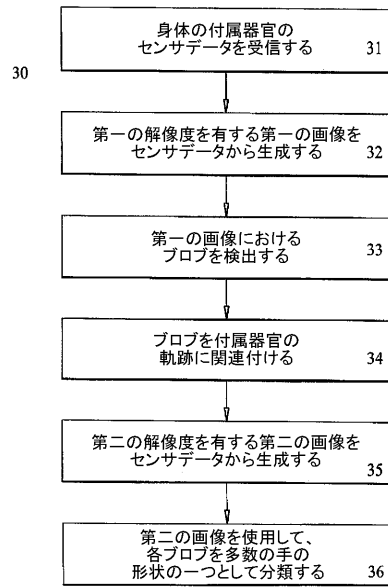 30
身体の付属器官の
センサデータを受信する 31
第一の解像度を有する第一の画像を
センサデータから生成する 32
第一の画像における
ブロブを検出する 33
ブロブを付属器官の
軌跡に関連付ける 34
第二の解像度を有する第二の画像を
センサデータから生成する 35
第二の画像を使用して、
各ブロブを多数の手の
形状の一つとして分類する 36